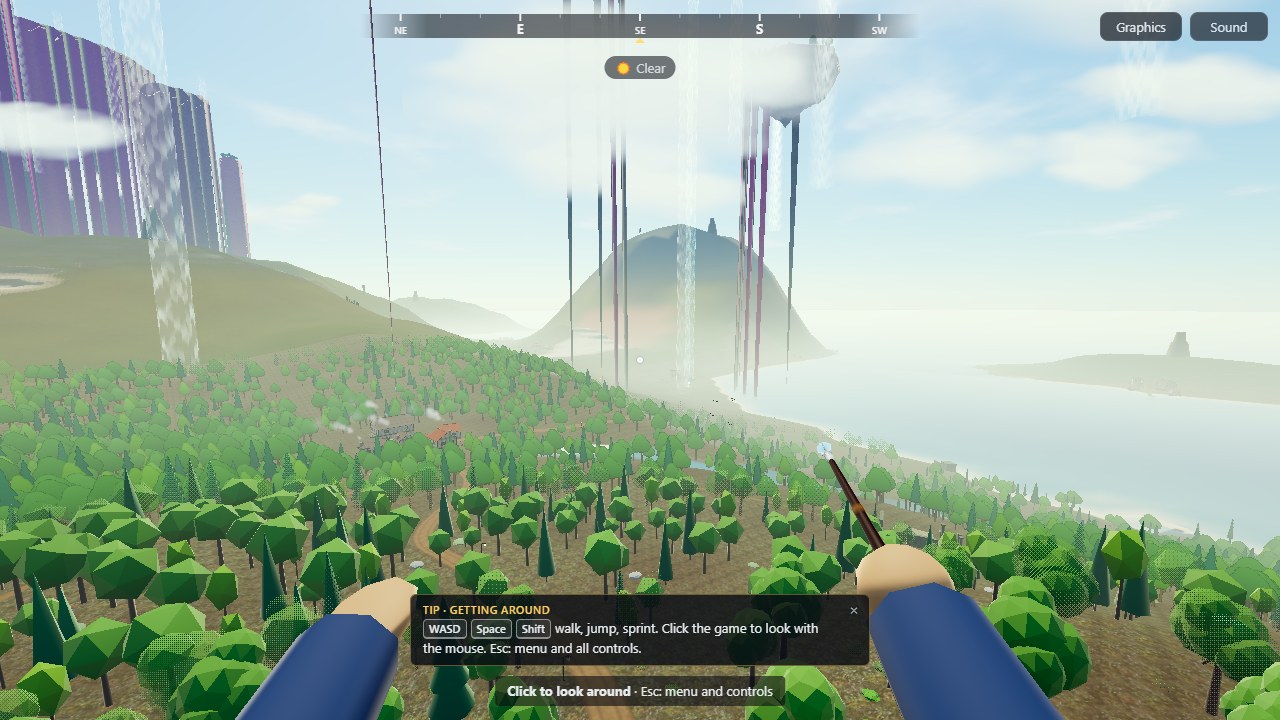 NE E SE S SW
Graphics Sound
Clear
TIP · GETTING AROUND
WASD Space Shift walk, jump, sprint. Click the game to look with
the mouse. Esc: menu and all controls.
Click to look around · Esc: menu and controls